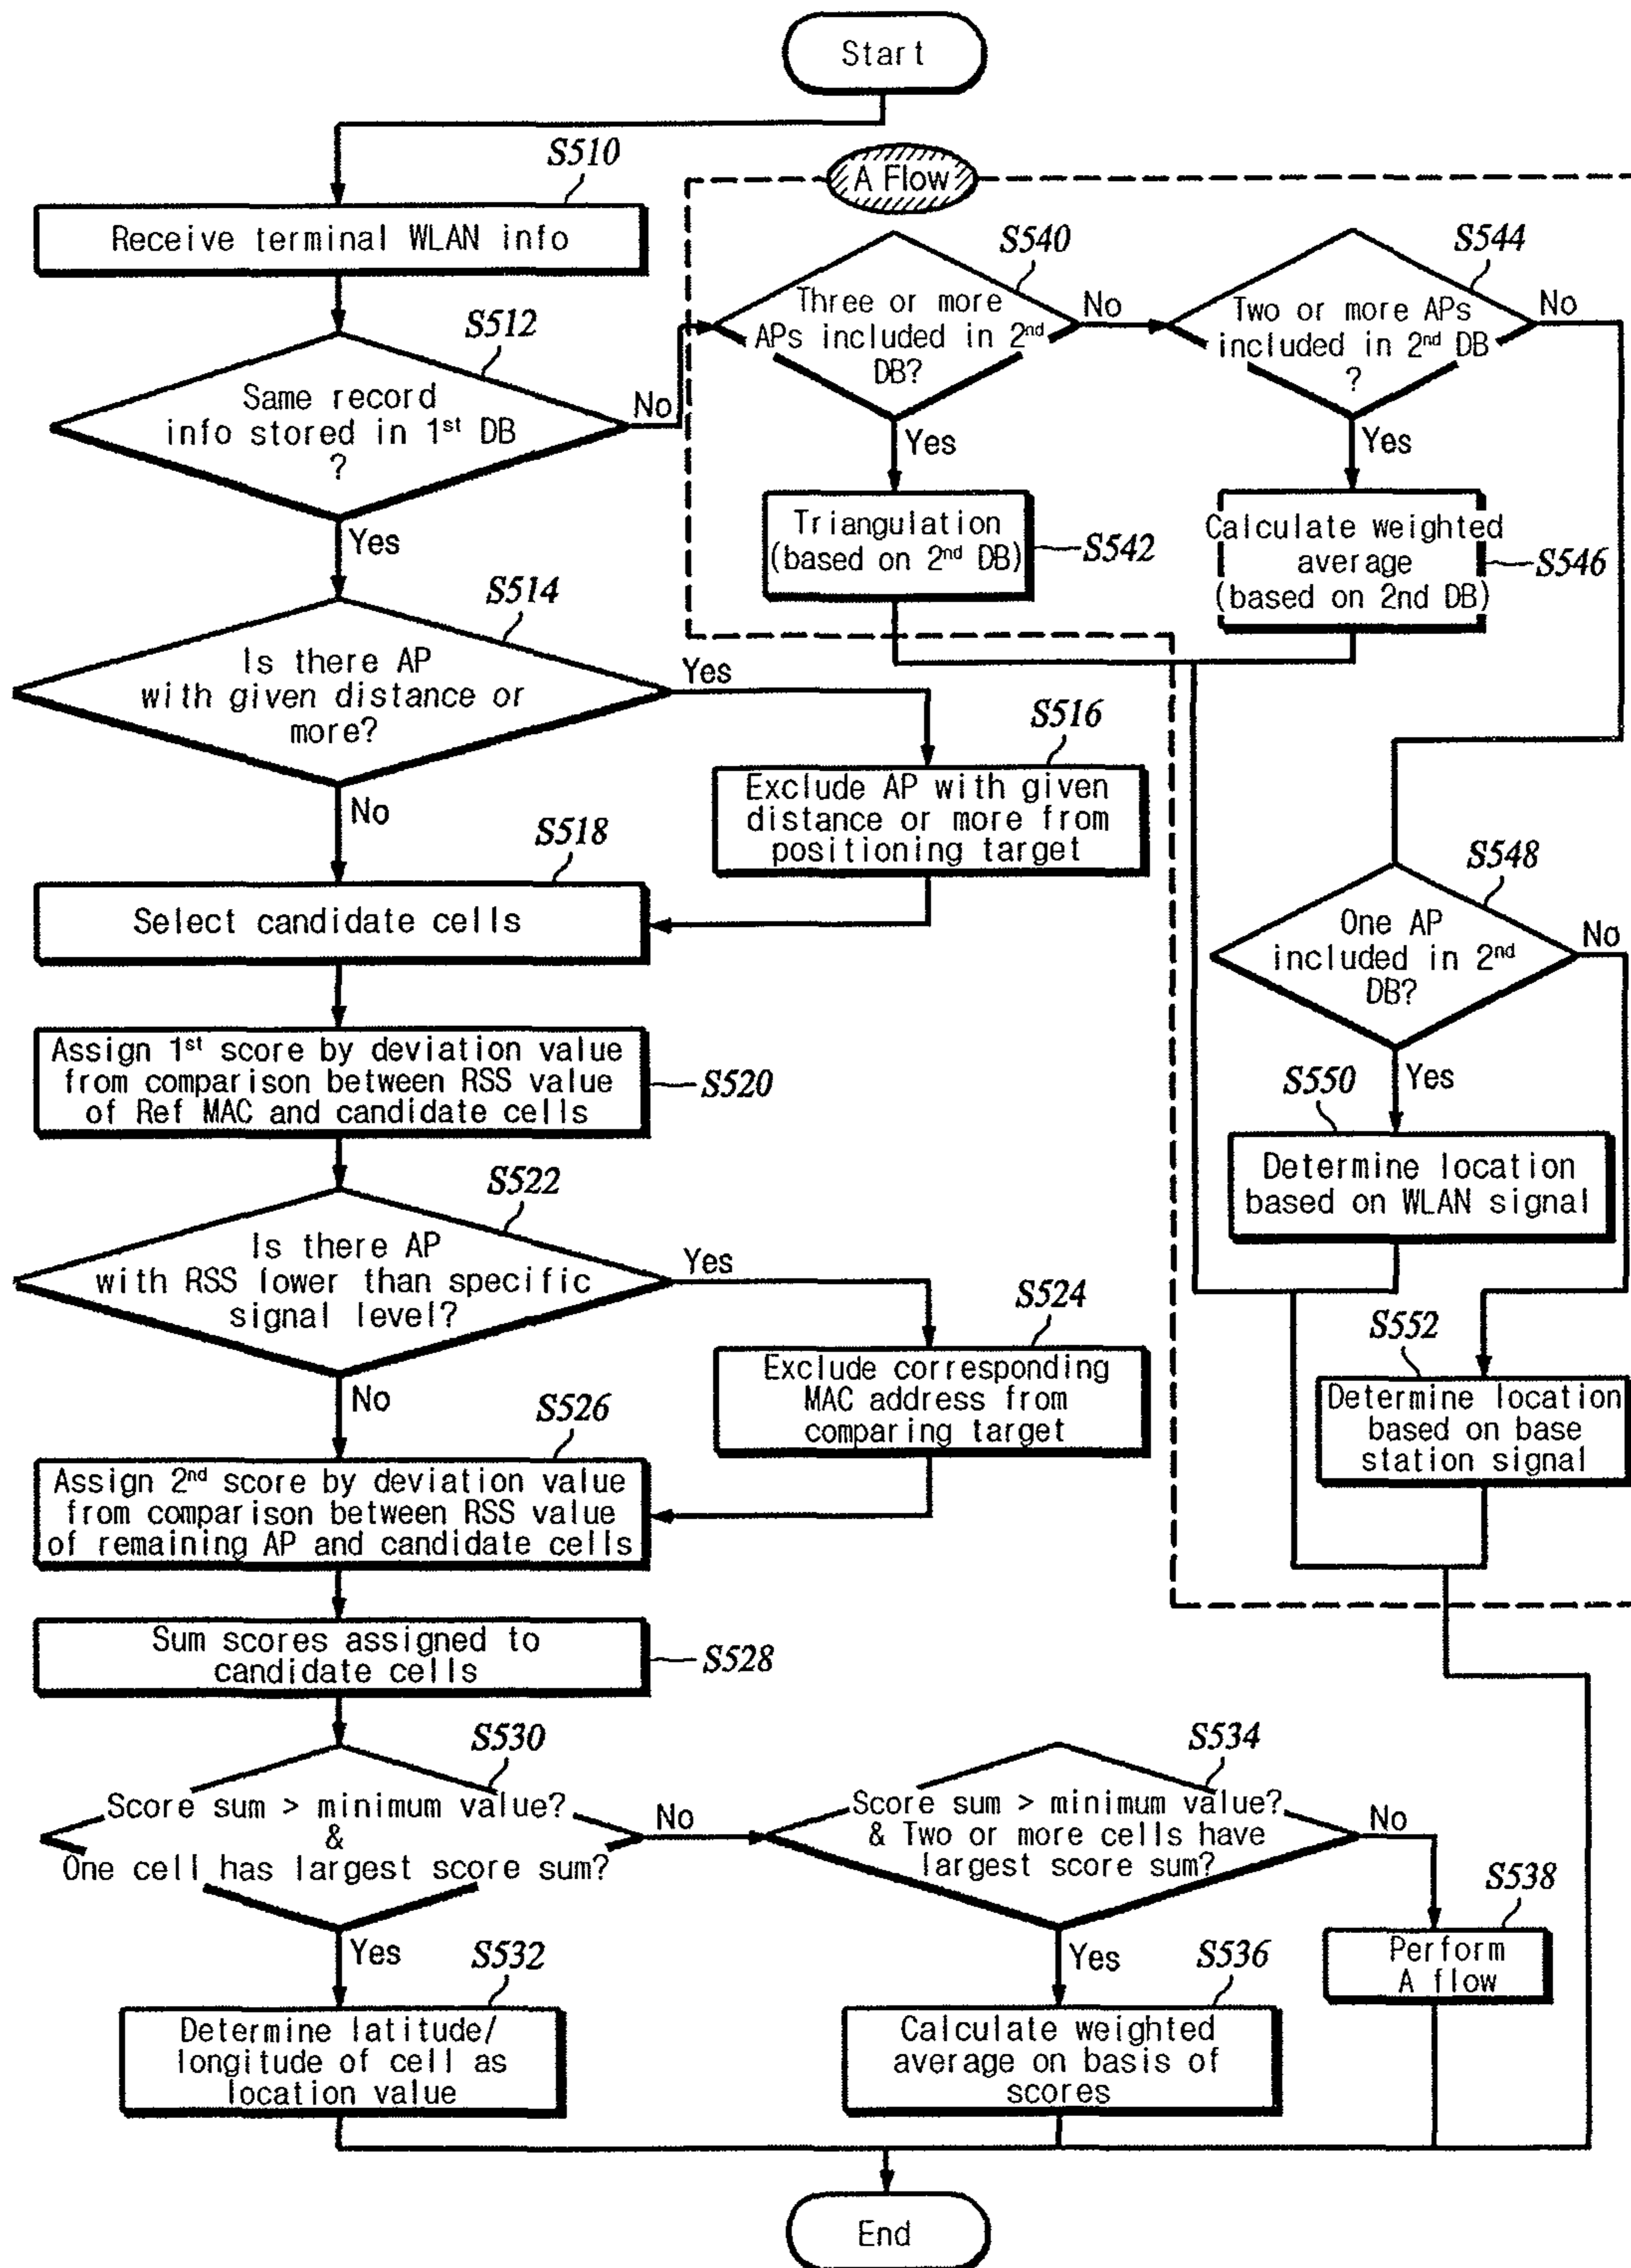 Start
S510
Receive terminal WLAN info
S512
Same record
info stored in 1st DB
?
No
Yes
S514
Is there AP
with given distance or
more?
Yes
No
S516
Exclude AP with given
distance or more from
positioning target
S518
Select candidate cells
Assign 1st score by deviation value
from comparison between RSS value
of Ref MAC and candidate cells
S520
S522
Is there AP
with RSS lower than specific
signal level?
Yes
No
S524
Exclude corresponding
MAC address from
comparing target
S526
Assign 2nd score by deviation value
from comparison between RSS value
of remaining AP and candidate cells
Sum scores assigned to
candidate cells
S528
S530
Score sum > minimum value?
&
One cell has largest score sum?
No
Yes
S532
Determine latitude/
longitude of cell as
location value
S534
Score sum > minimum value?
& Two or more cells have
largest score sum?
No
Yes
S536
Calculate weighted
average on basis of
scores
S538
Perform
A flow
A Flow
S540
Three or more
APs included in 2nd
DB?
No
Yes
Triangulation
(based on 2nd DB)
S542
S544
Two or more APs
included in 2nd DB
?
No
Yes
Calculate weighted
average
(based on 2nd DB)
S546
S548
One AP
included in 2nd
DB?
No
Yes
S550
Determine location
based on WLAN signal
S552
Determine location
based on base
station signal
End